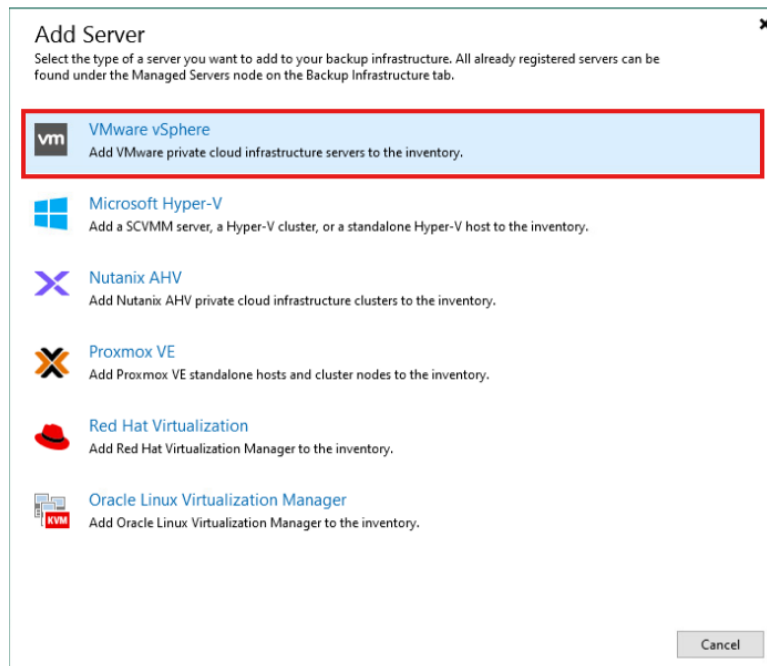 Add Server
Select the type of a server you want to add to your backup infrastructure. All already registered servers can be
found under the Managed Servers node on the Backup Infrastructure tab.
vm
VMware vSphere
Add VMware private cloud infrastructure servers to the inventory.
Microsoft Hyper-V
Add a SCVMM server, a Hyper-V cluster, or a standalone Hyper-V host to the inventory.
Nutanix AHV
Add Nutanix AHV private cloud infrastructure clusters to the inventory.
Proxmox VE
Add Proxmox VE standalone hosts and cluster nodes to the inventory.
Red Hat Virtualization
Add Red Hat Virtualization Manager to the inventory.
Oracle Linux Virtualization Manager
KVM
Add Oracle Linux Virtualization Manager to the inventory.
Cancel